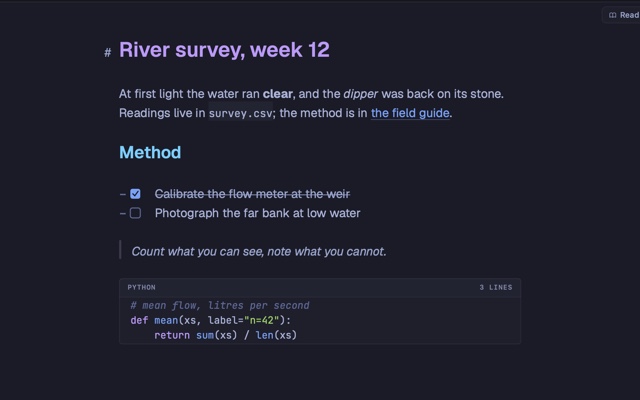 Read
# River survey, week 12
At first light the water ran clear, and the dipper was back on its stone.
Readings live in survey.csv; the method is in the field guide.
Method
– Calibrate the flow meter at the weir
– Photograph the far bank at low water
Count what you can see, note what you cannot.
PYTHON 3 LINES
# mean flow, litres per second
def mean(xs, label="n=42"):
    return sum(xs) / len(xs)